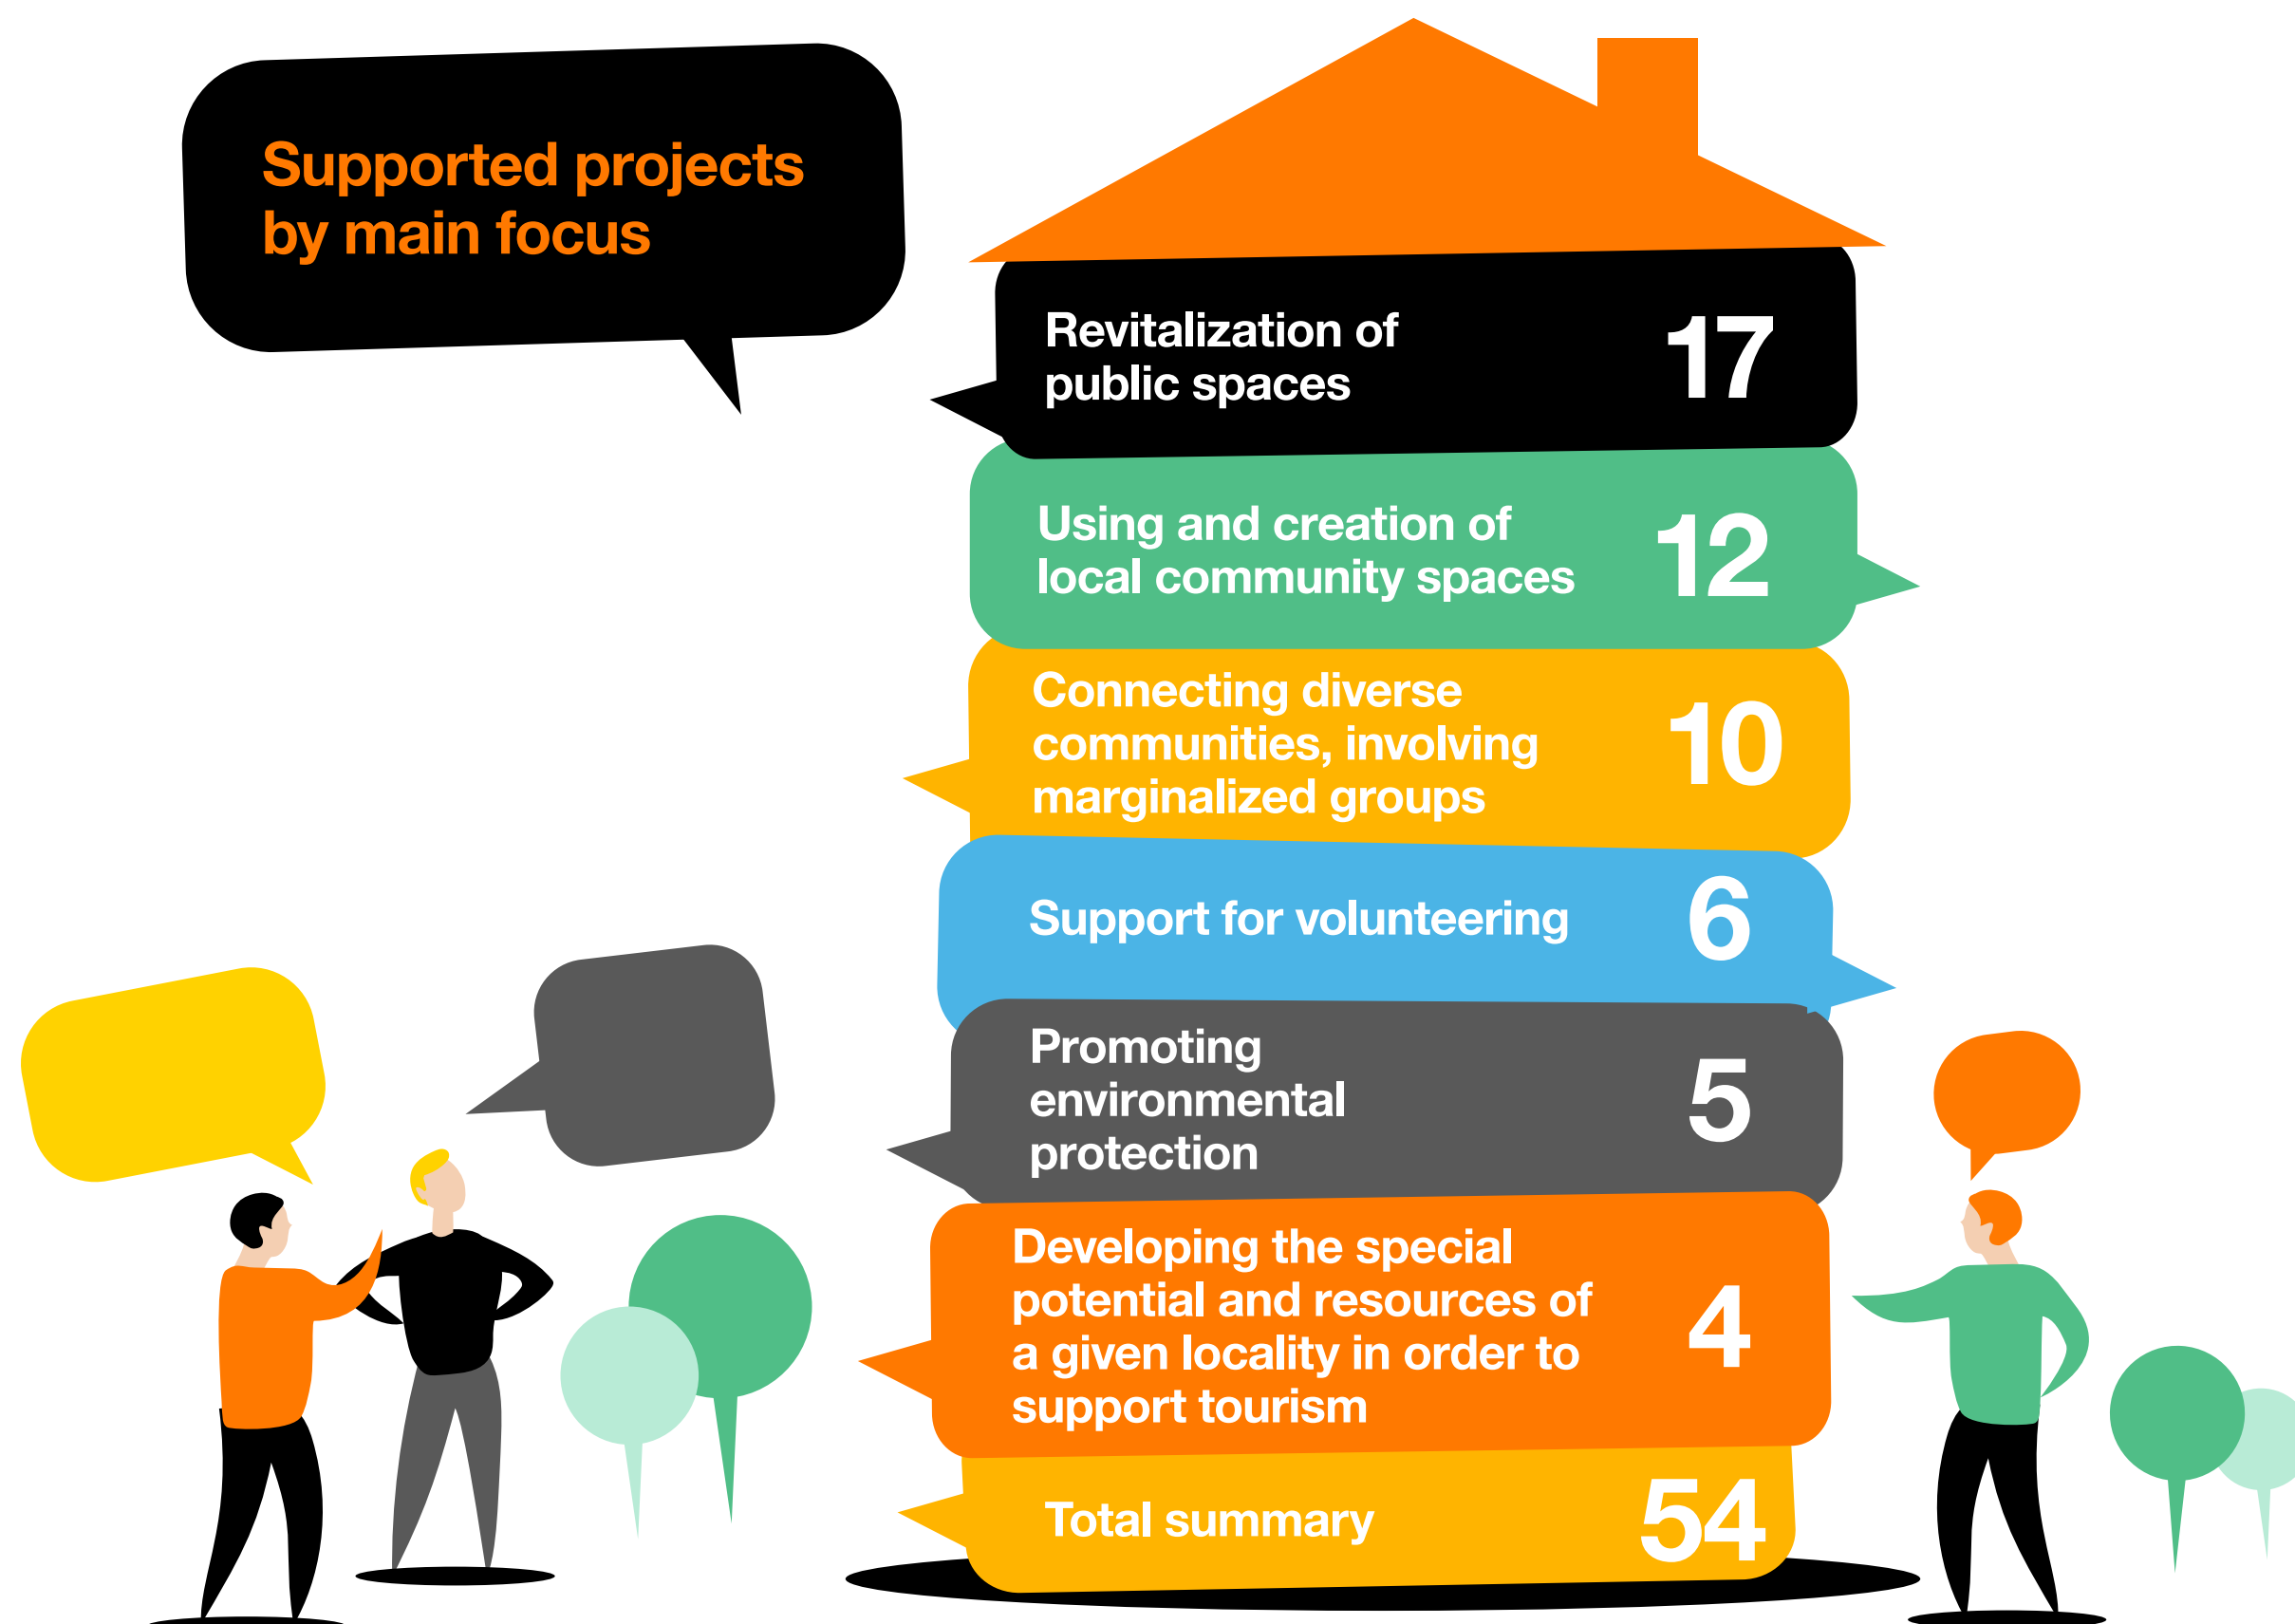 Supported projects
by main focus
Revitalization of
public spaces
17
Using and creation of
local community spaces
12
Connecting diverse
communities, involving
marginalized groups
10
Support for volunteering
6
Promoting
environmental
protection
5
Developing the special
potential and resources of
a given locality in order to
support tourism
4
Total summary
54